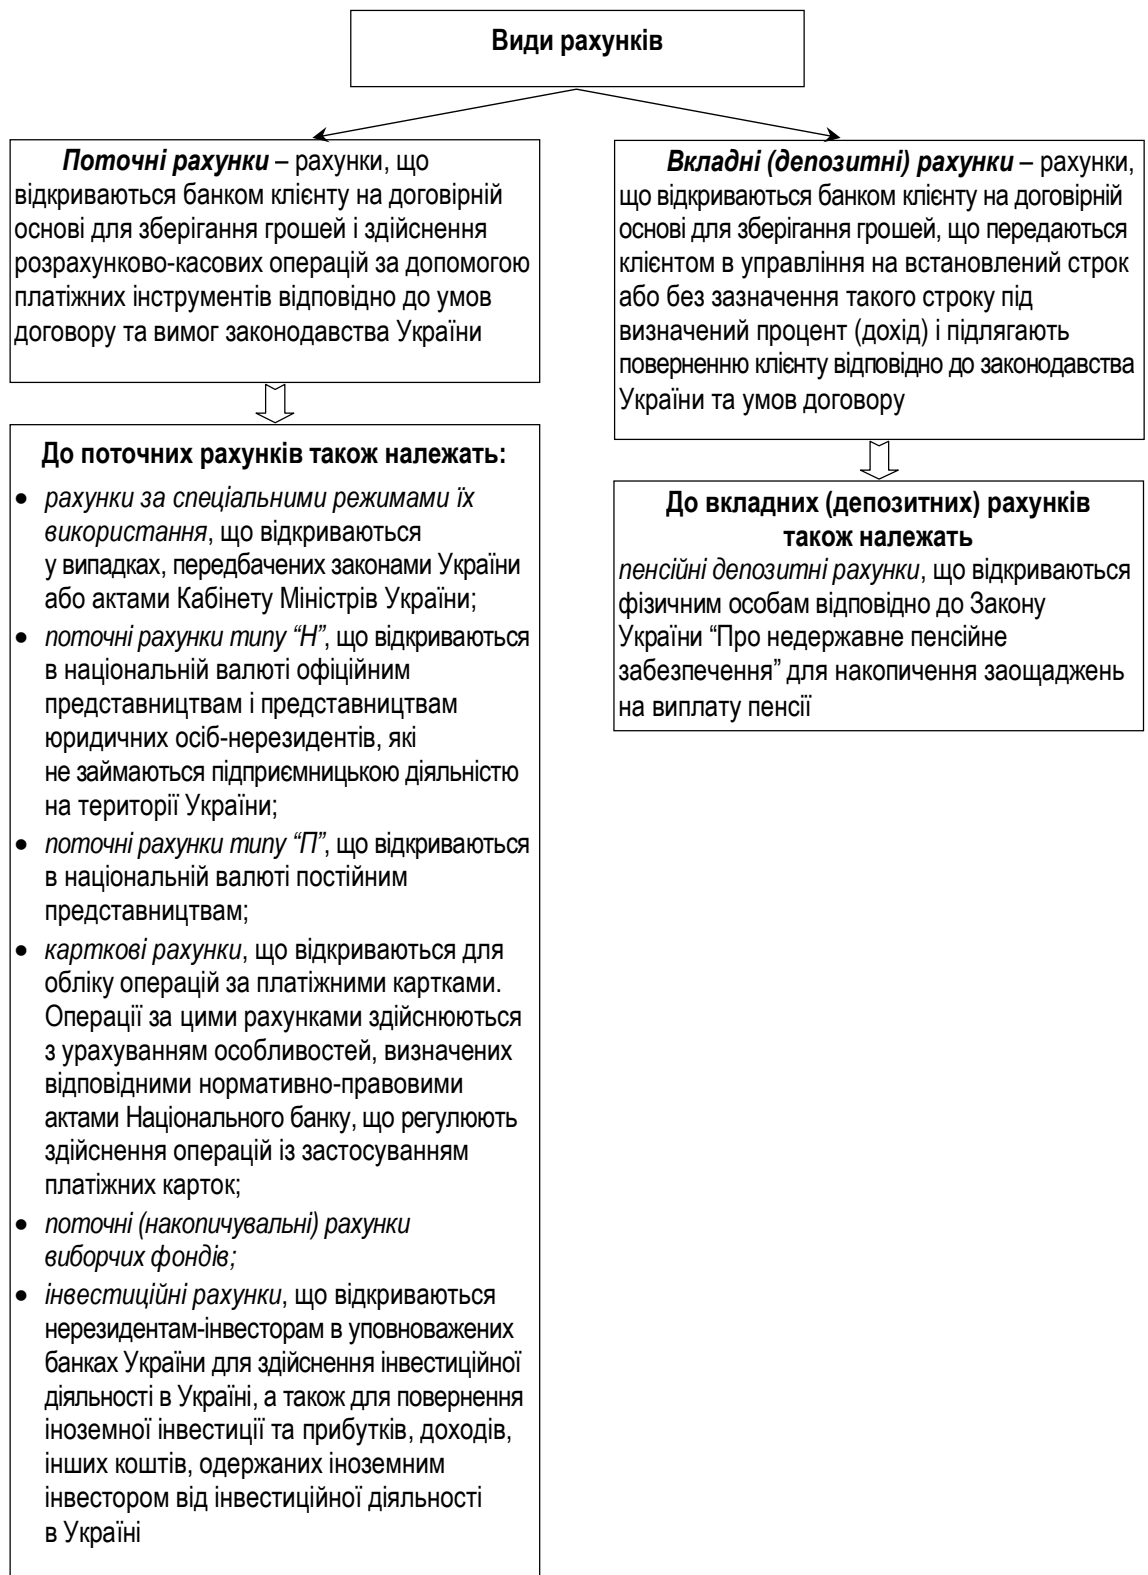 Види рахунків
Поточні рахунки – рахунки, що
відкриваються банком клієнту на договірній
основі для зберігання грошей і здійснення
розрахунково-касових операцій за допомогою
платіжних інструментів відповідно до умов
договору та вимог законодавства України
До поточних рахунків також належать:
• рахунки за спеціальними режимами їх
використання, що відкриваються
у випадках, передбачених законами України
або актами Кабінету Міністрів України;
• поточні рахунки типу “Н”, що відкриваються
в національній валюті офіційним
представництвам і представництвам
юридичних осіб-нерезидентів, які
не займаються підприємницькою діяльністю
на території України;
• поточні рахунки типу “П”, що відкриваються
в національній валюті постійним
представництвам;
• карткові рахунки, що відкриваються для
обліку операцій за платіжними картками.
Операції за цими рахунками здійснюються
з урахуванням особливостей, визначених
відповідними нормативно-правовими
актами Національного банку, що регулюють
здійснення операцій із застосуванням
платіжних карток;
• поточні (накопичувальні) рахунки
виборчих фондів;
• інвестиційні рахунки, що відкриваються
нерезидентам-інвесторам в уповноважених
банках України для здійснення інвестиційної
діяльності в Україні, а також для повернення
іноземної інвестиції та прибутків, доходів,
інших коштів, одержаних іноземним
інвестором від інвестиційної діяльності
в Україні
Вкладні (депозитні) рахунки – рахунки,
що відкриваються банком клієнту на договірній
основі для зберігання грошей, що передаються
клієнтом в управління на встановлений строк
або без зазначення такого строку під
визначений процент (дохід) і підлягають
поверненню клієнту відповідно до законодавства
України та умов договору
До вкладних (депозитних) рахунків
також належать
пенсійні депозитні рахунки, що відкриваються
фізичним особам відповідно до Закону
України “Про недержавне пенсійне
забезпечення” для накопичення заощаджень
на виплату пенсії